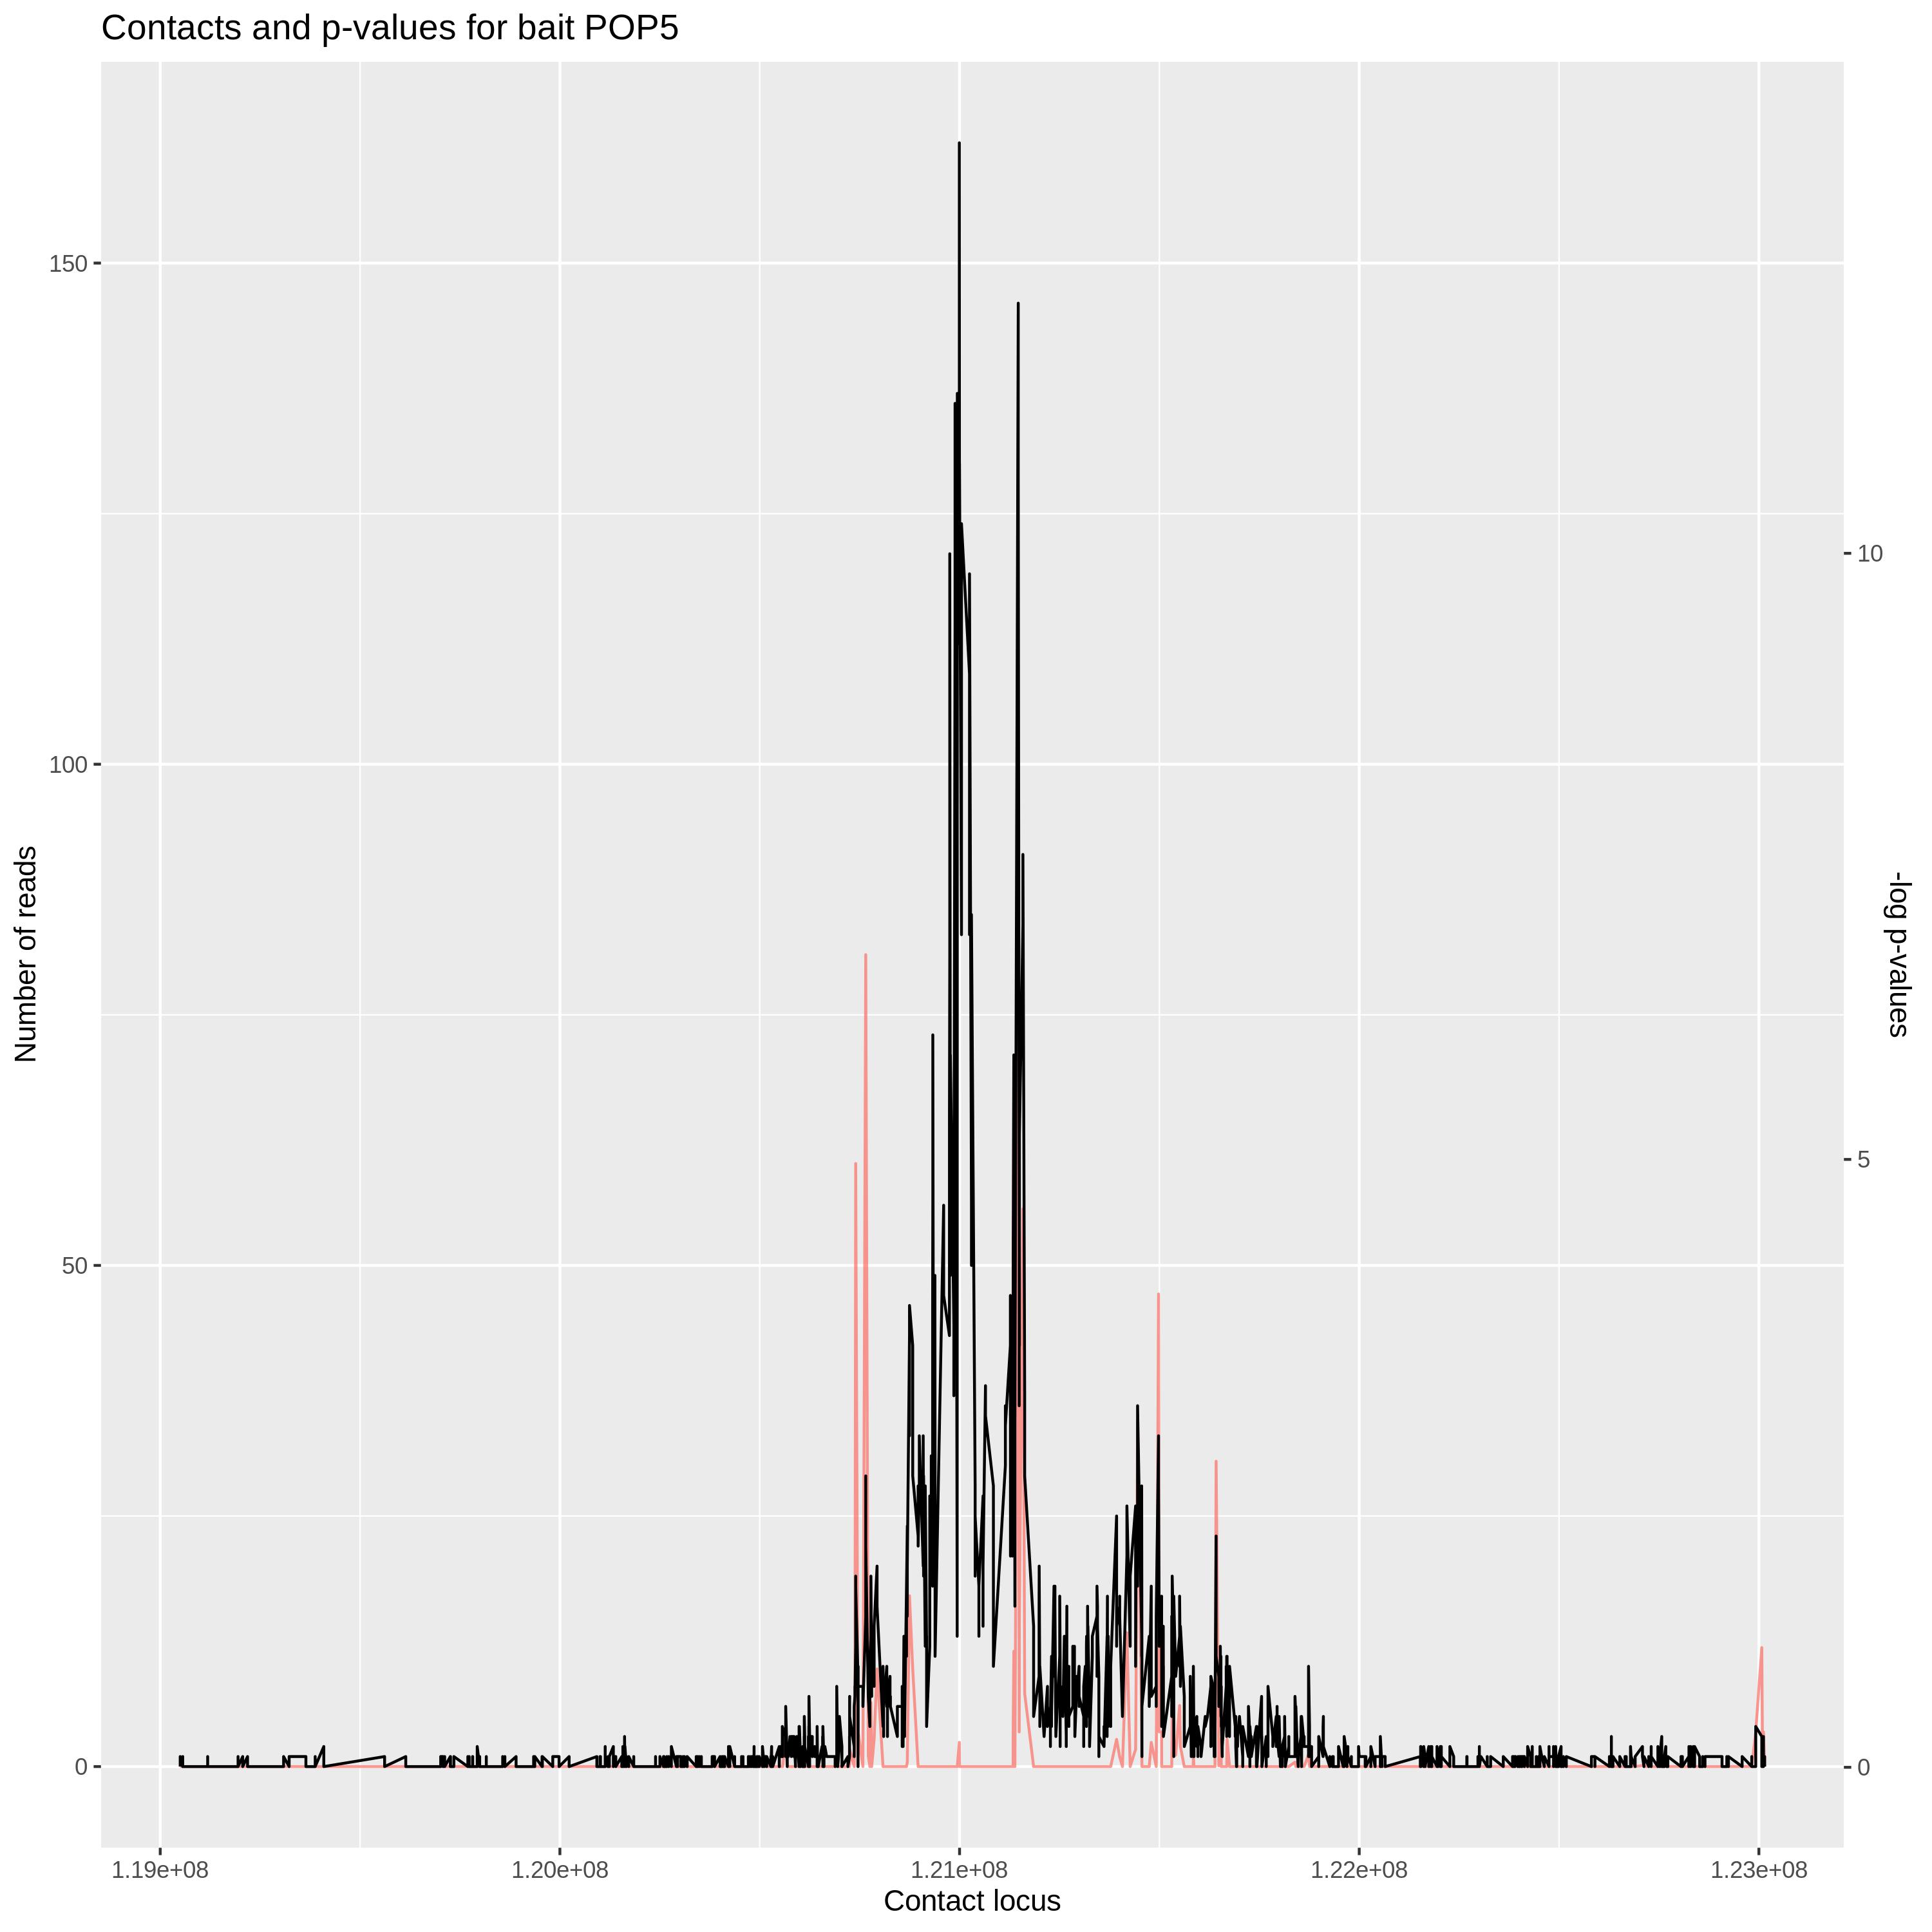 Contacts and p-values for bait POP5
150
100
50
0
Number of reads
10
5
0
-log p-values
1.19e+08 1.20e+08 1.21e+08 1.22e+08 1.23e+08
Contact locus